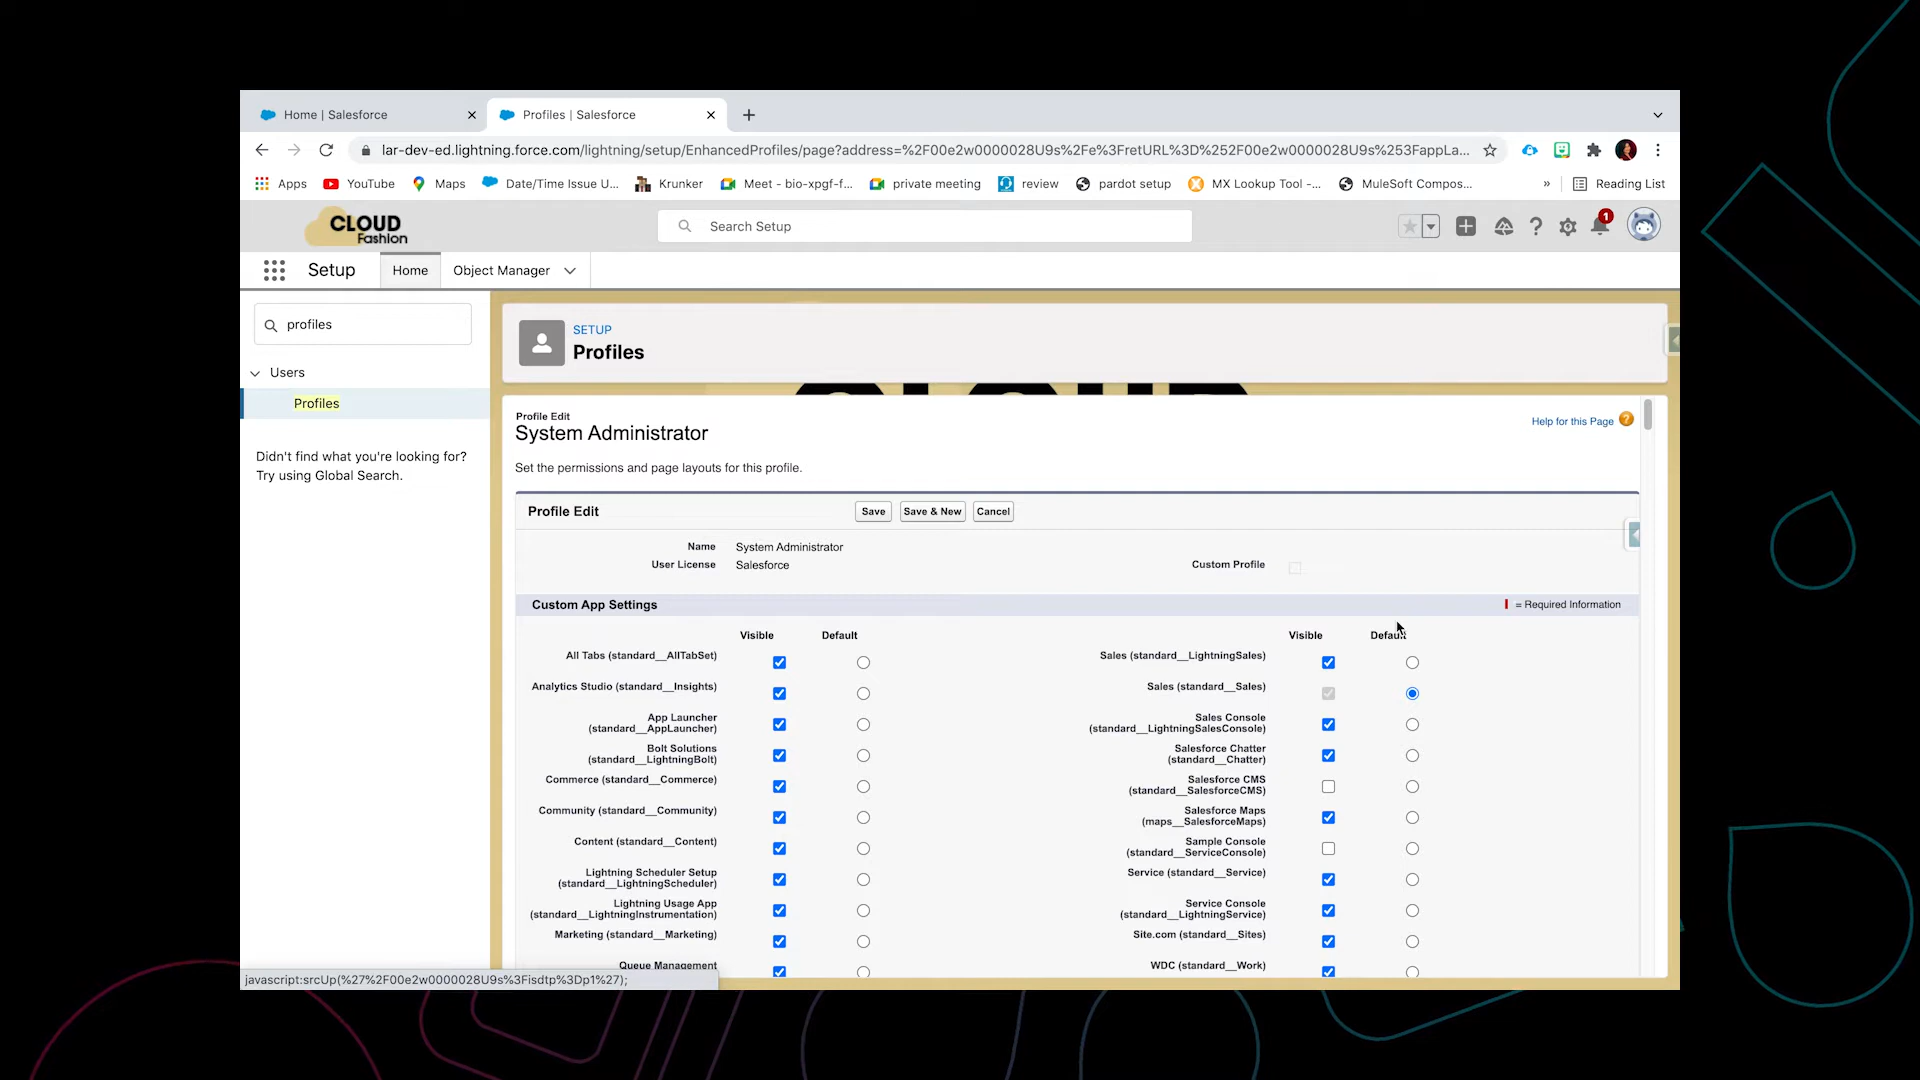 Home | Salesforce
Profiles | Salesforce
lar-dev-ed.lightning.force.com/lightning/setup/EnhancedProfiles/page?address=%2F00e2w0000028U9s%2Fe%3FretURL%3D%252F00e2w0000028U9s%253FappLa...
Apps YouTube Maps Date/Time Issue U... Krunker Meet - bio-xpgf-f... private meeting review pardot setup MX Lookup Tool -... MuleSoft Compos... » Reading List
CLOUD
Fashion
Search Setup
1
Setup Home Object Manager
profiles
Users
Profiles
Didn't find what you're looking for?
Try using Global Search.
SETUP
Profiles
Profile Edit
System Administrator
Help for this Page ?
Set the permissions and page layouts for this profile.
Profile Edit Save Save & New Cancel
Name System Administrator
User License Salesforce Custom Profile
Custom App Settings = Required Information
Visible Default Visible Default
All Tabs (standard__AllTabSet) Sales (standard__LightningSales)
Analytics Studio (standard__Insights) Sales (standard__Sales)
App Launcher
(standard__AppLauncher)
Sales Console
(standard__LightningSalesConsole)
Bolt Solutions
(standard__LightningBolt)
Salesforce Chatter
(standard__Chatter)
Commerce (standard__Commerce)
Salesforce CMS
(standard__SalesforceCMS)
Community (standard__Community)
Salesforce Maps
(maps__SalesforceMaps)
Content (standard__Content)
Sample Console
(standard__ServiceConsole)
Lightning Scheduler Setup
(standard__LightningScheduler)
Service (standard__Service)
Lightning Usage App
(standard__LightningInstrumentation)
Service Console
(standard__LightningService)
Marketing (standard__Marketing) Site.com (standard__Sites)
Queue Management WDC (standard__Work)
javascript:srcUp(%27%2F00e2w0000028U9s%3Fisdtp%3Dp1%27);